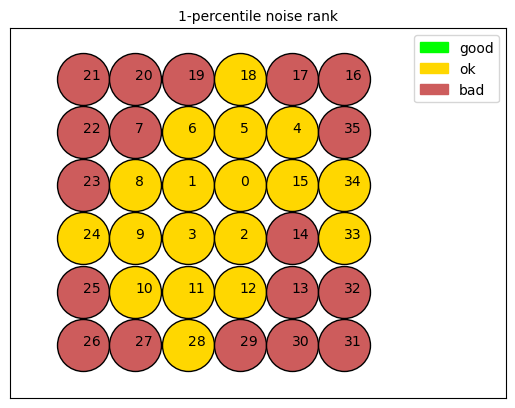 1-percentile noise rank
good
ok
bad
21 20 19 18 17 16
22 7 6 5 4 35
23 8 1 0 15 34
24 9 3 2 14 33
25 10 11 12 13 32
26 27 28 29 30 31